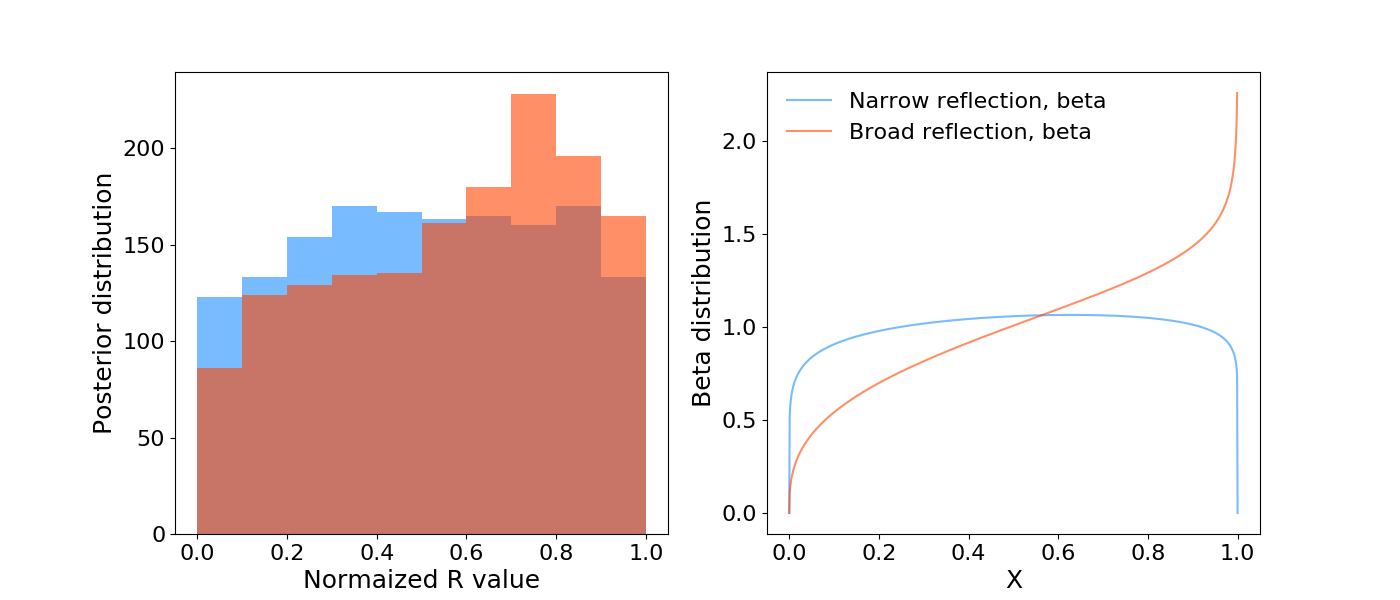 Posterior distribution
200
150
100
50
0
0.0 0.2 0.4 0.6 0.8 1.0
Normaized R value
Beta distribution
2.0
1.5
1.0
0.5
0.0
Narrow reflection, beta
Broad reflection, beta
0.0 0.2 0.4 0.6 0.8 1.0
X